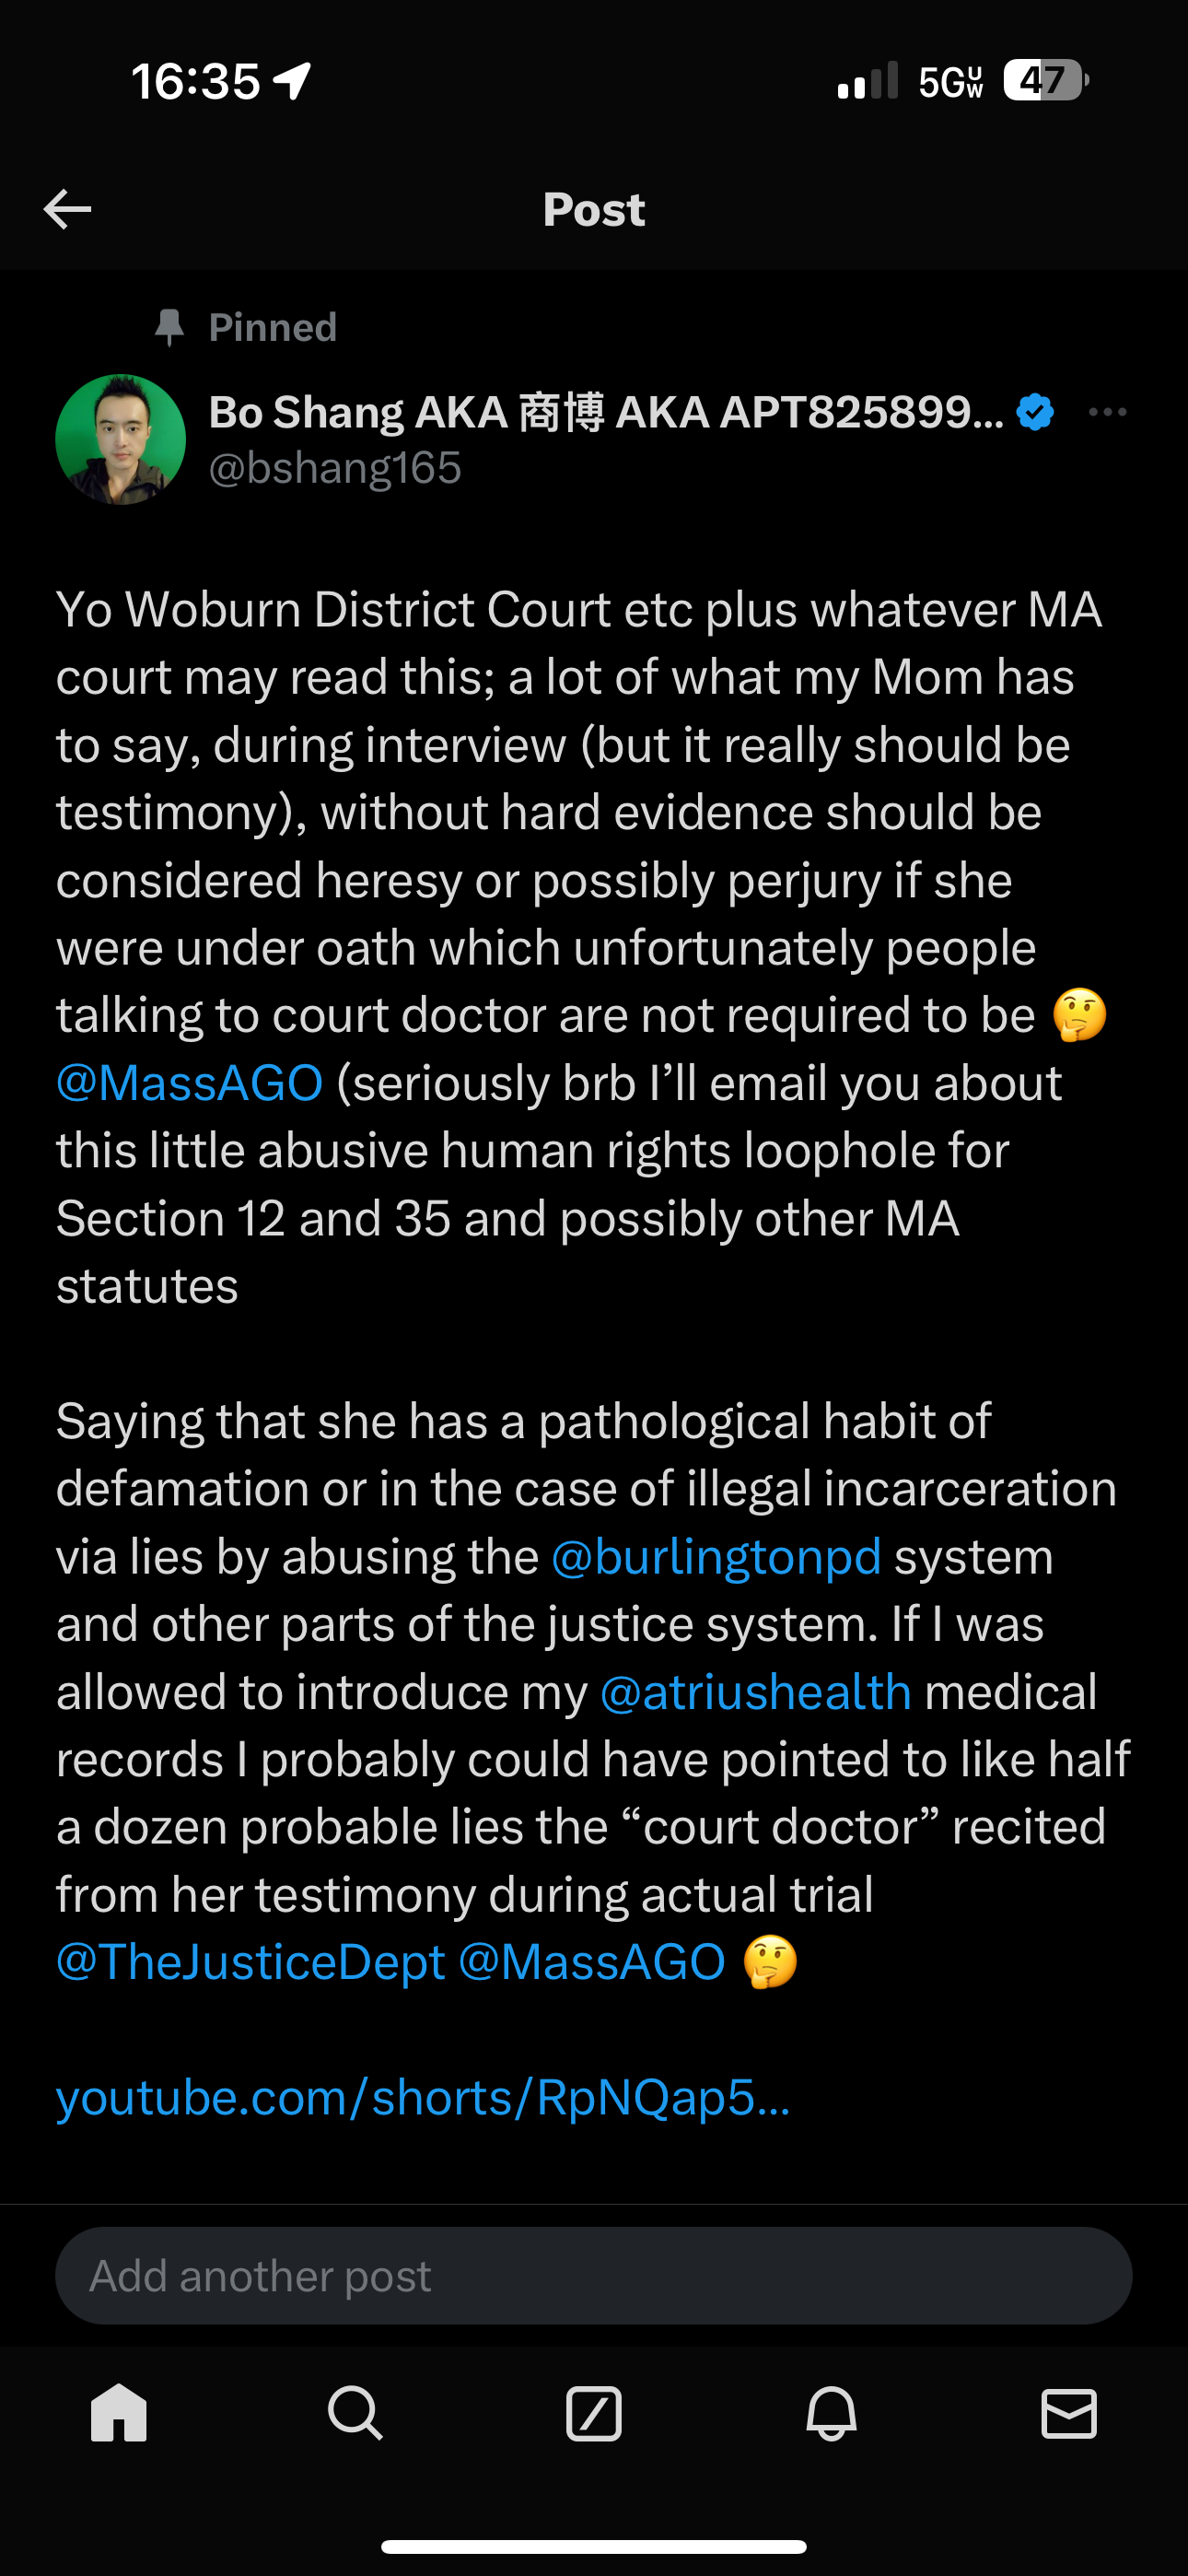 16:35
5GUW 47
Post
Pinned
Bo Shang AKA 商博 AKA APT825899...
@bshang165
Yo Woburn District Court etc plus whatever MA
court may read this; a lot of what my Mom has
to say, during interview (but it really should be
testimony), without hard evidence should be
considered heresy or possibly perjury if she
were under oath which unfortunately people
talking to court doctor are not required to be 🤔
@MassAGO (seriously brb I’ll email you about
this little abusive human rights loophole for
Section 12 and 35 and possibly other MA
statutes
Saying that she has a pathological habit of
defamation or in the case of illegal incarceration
via lies by abusing the @burlingtonpd system
and other parts of the justice system. If I was
allowed to introduce my @atriushealth medical
records I probably could have pointed to like half
a dozen probable lies the “court doctor” recited
from her testimony during actual trial
@TheJusticeDept @MassAGO 🤔
youtube.com/shorts/RpNQap5...
Add another post